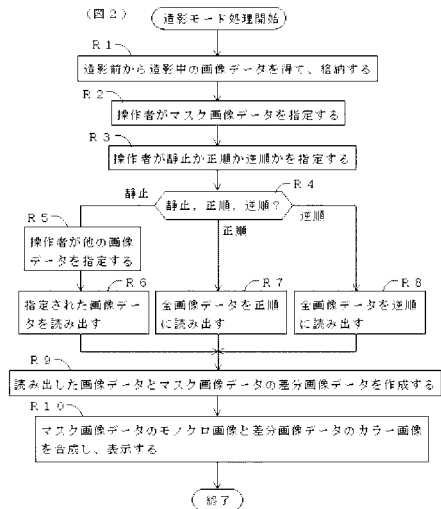 (図2)
造影モード処理開始
R1
造影前から造影中の画像データを得て、格納する
R2
操作者がマスク画像データを指定する
R3
操作者が静止か正順か逆順かを指定する
R4
静止,正順,逆順?
静止
正順
逆順
R5
操作者が他の画像
データを指定する
R6
指定された画像デー
タを読み出す
R7
全画像データを正順
に読み出す
R8
全画像データを逆順
に読み出す
R9
読み出した画像データとマスク画像データの差分画像データを作成する
R10
マスク画像データのモノクロ画像と差分画像データのカラー画像
を合成し、表示する
終了